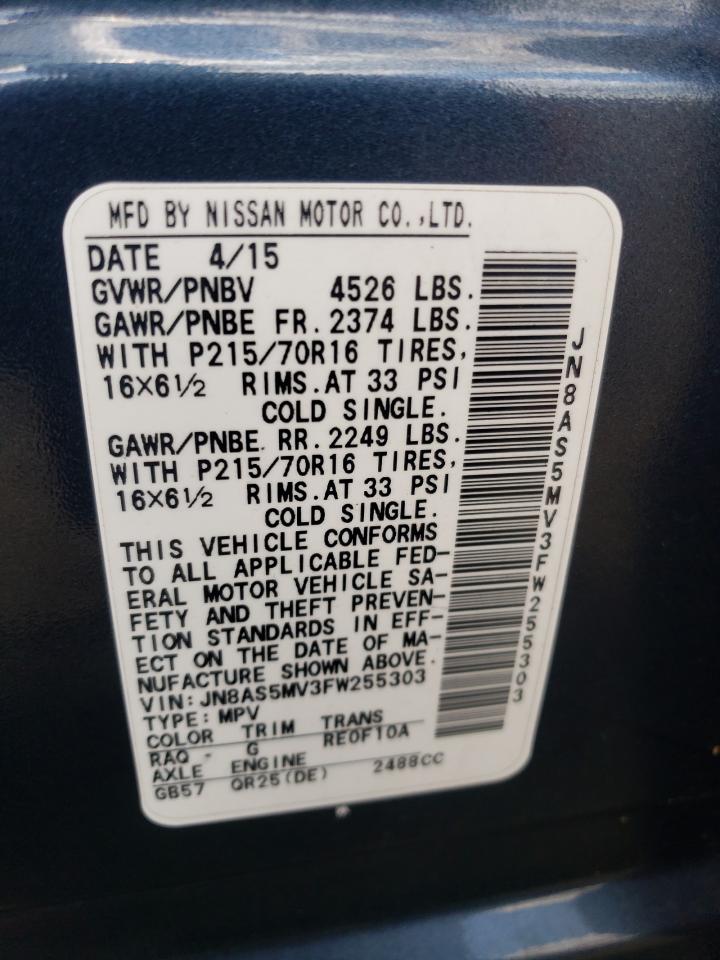 MFD BY NISSAN MOTOR CO.,LTD.
DATE 4/15
GVWR/PNBV 4526 LBS.
GAWR/PNBE FR. 2374 LBS.
WITH P215/70R16 TIRES,
16X6½ RIMS. AT 33 PSI
COLD SINGLE.
GAWR/PNBE RR. 2249 LBS.
WITH P215/70R16 TIRES,
16X6½ RIMS. AT 33 PSI
COLD SINGLE.
THIS VEHICLE CONFORMS
TO ALL APPLICABLE FED-
ERAL MOTOR VEHICLE SA-
FETY AND THEFT PREVEN-
TION STANDARDS IN EFF-
ECT ON THE DATE OF MA-
NUFACTURE SHOWN ABOVE.
VIN: JN8AS5MV3FW255303
TYPE: MPV
COLOR TRIM TRANS
RAQ - G RE0F10A
AXLE ENGINE
GB57 QR25(DE) 2488CC
JN8AS5MV3FW255303